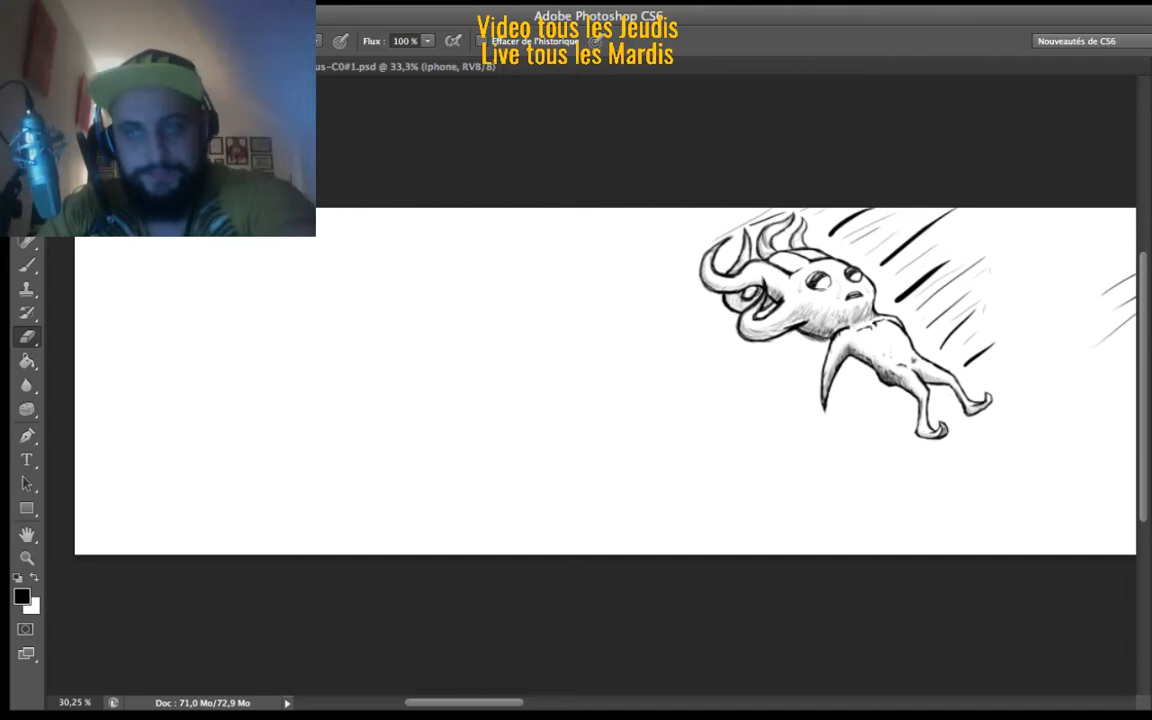 Adobe Photoshop CS6
Video tous les Jeudis
Live tous les Mardis
Flux : 100 %
Effacer de l'historique
Nouveautés de CS6
us-C0#1.psd @ 33,3% (iphone, RVB/8)
T
30,25 %
Doc : 71,0 Mo/72,9 Mo